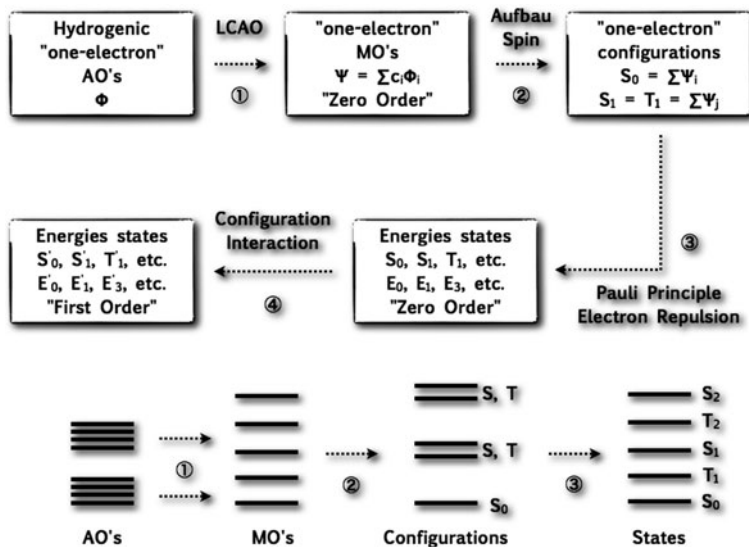 Hydrogenic
"one-electron"
AO's
Φ
LCAO
①
"one-electron"
MO's
Ψ = ∑cᵢΦᵢ
"Zero Order"
Aufbau
Spin
②
"one-electron"
configurations
S₀ = ∑Ψᵢ
S₁ = T₁ = ∑Ψⱼ
③
Pauli Principle
Electron Repulsion
Energies states
S₀, S₁, T₁, etc.
E₀, E₁, E₃, etc.
"Zero Order"
Configuration
Interaction
④
Energies states
S'₀, S'₁, T'₁, etc.
E'₀, E'₁, E'₃, etc.
"First Order"
①
②
③
S, T
S, T
S₀
S₂
T₂
S₁
T₁
S₀
AO's
MO's
Configurations
States